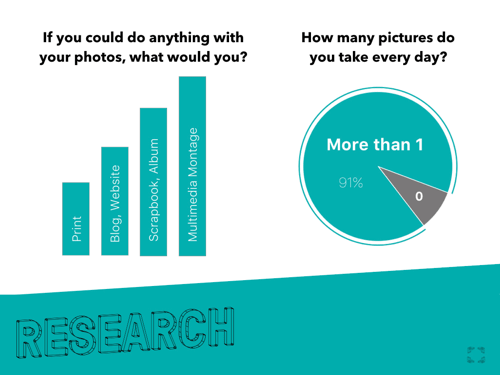 If you could do anything with
your photos, what would you?
Print
Blog, Website
Scrapbook, Album
Multimedia Montage
How many pictures do
you take every day?
More than 1
91%
0
RESEARCH